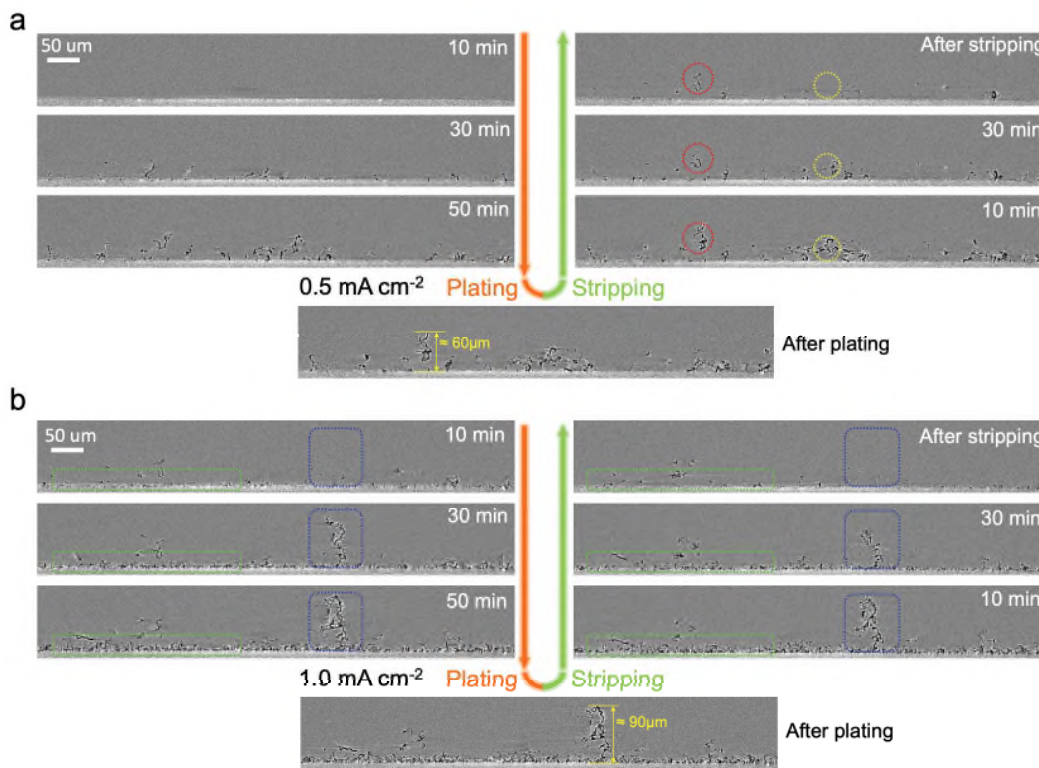 a
50 um
10 min
After stripping
30 min
30 min
50 min
10 min
0.5 mA cm⁻² Plating Stripping
≈ 60μm
After plating
b
50 um
10 min
After stripping
30 min
30 min
50 min
10 min
1.0 mA cm⁻² Plating Stripping
≈ 90μm
After plating